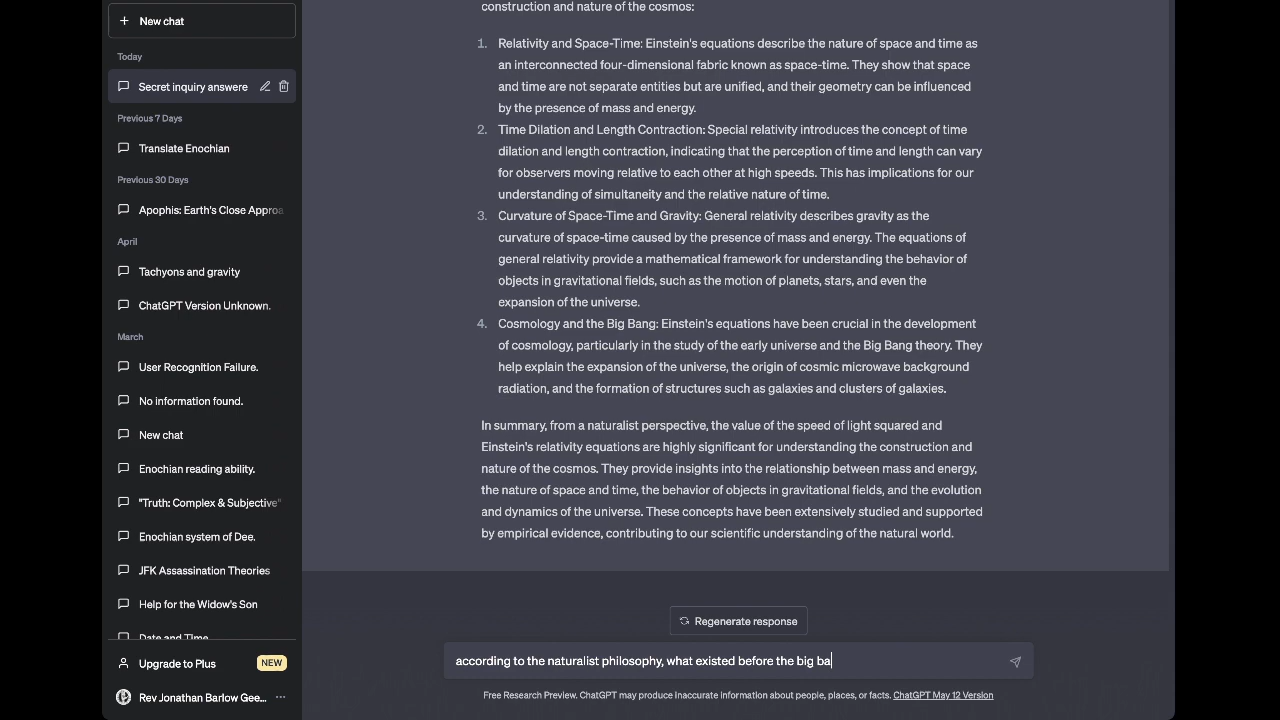 New chat
Today
Secret inquiry answere
Previous 7 Days
Translate Enochian
Previous 30 Days
Apophis: Earth's Close Approa
April
Tachyons and gravity
ChatGPT Version Unknown.
March
User Recognition Failure.
No information found.
New chat
Enochian reading ability.
"Truth: Complex & Subjective"
Enochian system of Dee.
JFK Assassination Theories
Help for the Widow's Son
Date and Time
Upgrade to Plus NEW
Rev Jonathan Barlow Gee...
construction and nature of the cosmos:
1. Relativity and Space-Time: Einstein's equations describe the nature of space and time as
an interconnected four-dimensional fabric known as space-time. They show that space
and time are not separate entities but are unified, and their geometry can be influenced
by the presence of mass and energy.
2. Time Dilation and Length Contraction: Special relativity introduces the concept of time
dilation and length contraction, indicating that the perception of time and length can vary
for observers moving relative to each other at high speeds. This has implications for our
understanding of simultaneity and the relative nature of time.
3. Curvature of Space-Time and Gravity: General relativity describes gravity as the
curvature of space-time caused by the presence of mass and energy. The equations of
general relativity provide a mathematical framework for understanding the behavior of
objects in gravitational fields, such as the motion of planets, stars, and even the
expansion of the universe.
4. Cosmology and the Big Bang: Einstein's equations have been crucial in the development
of cosmology, particularly in the study of the early universe and the Big Bang theory. They
help explain the expansion of the universe, the origin of cosmic microwave background
radiation, and the formation of structures such as galaxies and clusters of galaxies.
In summary, from a naturalist perspective, the value of the speed of light squared and
Einstein's relativity equations are highly significant for understanding the construction and
nature of the cosmos. They provide insights into the relationship between mass and energy,
the nature of space and time, the behavior of objects in gravitational fields, and the evolution
and dynamics of the universe. These concepts have been extensively studied and supported
by empirical evidence, contributing to our scientific understanding of the natural world.
Regenerate response
according to the naturalist philosophy, what existed before the big ba
Free Research Preview. ChatGPT may produce inaccurate information about people, places, or facts. ChatGPT May 12 Version